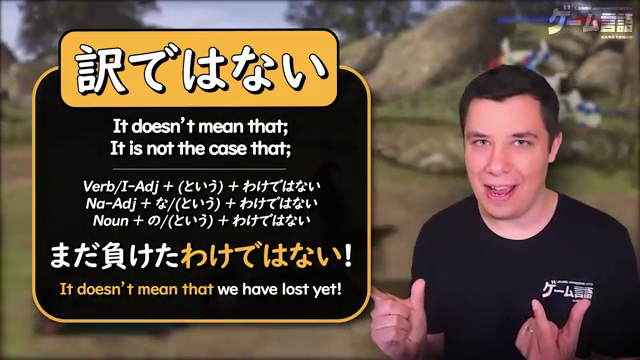 訳ではない
It doesn't mean that;
It is not the case that;
Verb/I-Adj + (という) + わけではない
Na-Adj + な/(という) + わけではない
Noun + の/(という) + わけではない
まだ負けたわけではない!
It doesn't mean that we have lost yet!
ゲーム言語
ゲーム言語